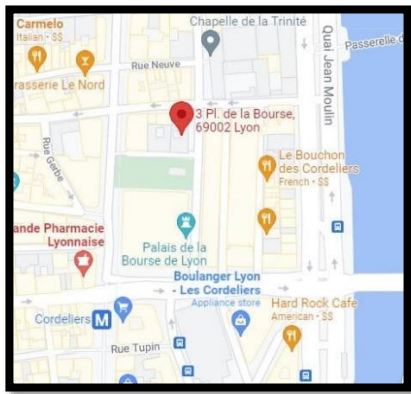 Carmelo
Italian · $$
Chapelle de la Trinité
Quai Jean Moulin
Passerelle d
Rue Neuve
rasserie Le Nord
3 Pl. de la Bourse,
69002 Lyon
Rue Gerbe
Le Bouchon
des Cordeliers
French · $$
ande Pharmacie
Lyonnaise
Palais de la
Bourse de Lyon
Boulanger Lyon
- Les Cordeliers
Appliance store
Hard Rock Cafe
American · $$
Cordeliers M
Rue Tupin